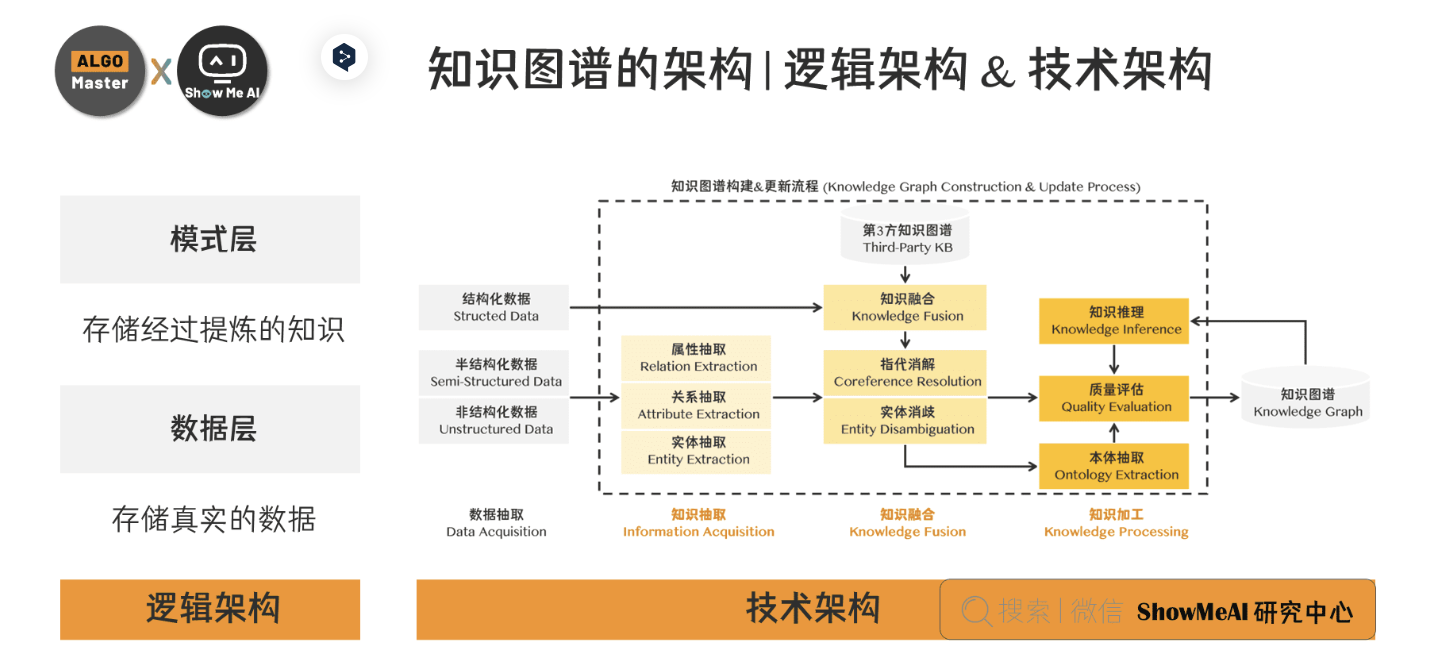 ALGO
Master
X
AI
Show Me AI
知识图谱的架构 | 逻辑架构 & 技术架构
模式层
存储经过提炼的知识
数据层
存储真实的数据
逻辑架构
知识图谱构建&更新流程 (Knowledge Graph Construction & Update Process)
第3方知识图谱
Third-Party KB
结构化数据
Structed Data
半结构化数据
Semi-Structured Data
非结构化数据
Unstructured Data
属性抽取
Relation Extraction
关系抽取
Attribute Extraction
实体抽取
Entity Extraction
知识融合
Knowledge Fusion
指代消解
Coreference Resolution
实体消歧
Entity Disambiguation
知识推理
Knowledge Inference
质量评估
Quality Evaluation
本体抽取
Ontology Extraction
知识图谱
Knowledge Graph
数据抽取
Data Acquisition
知识抽取
Information Acquisition
知识融合
Knowledge Fusion
知识加工
Knowledge Processing
技术架构
搜索 | 微信 ShowMeAI 研究中心